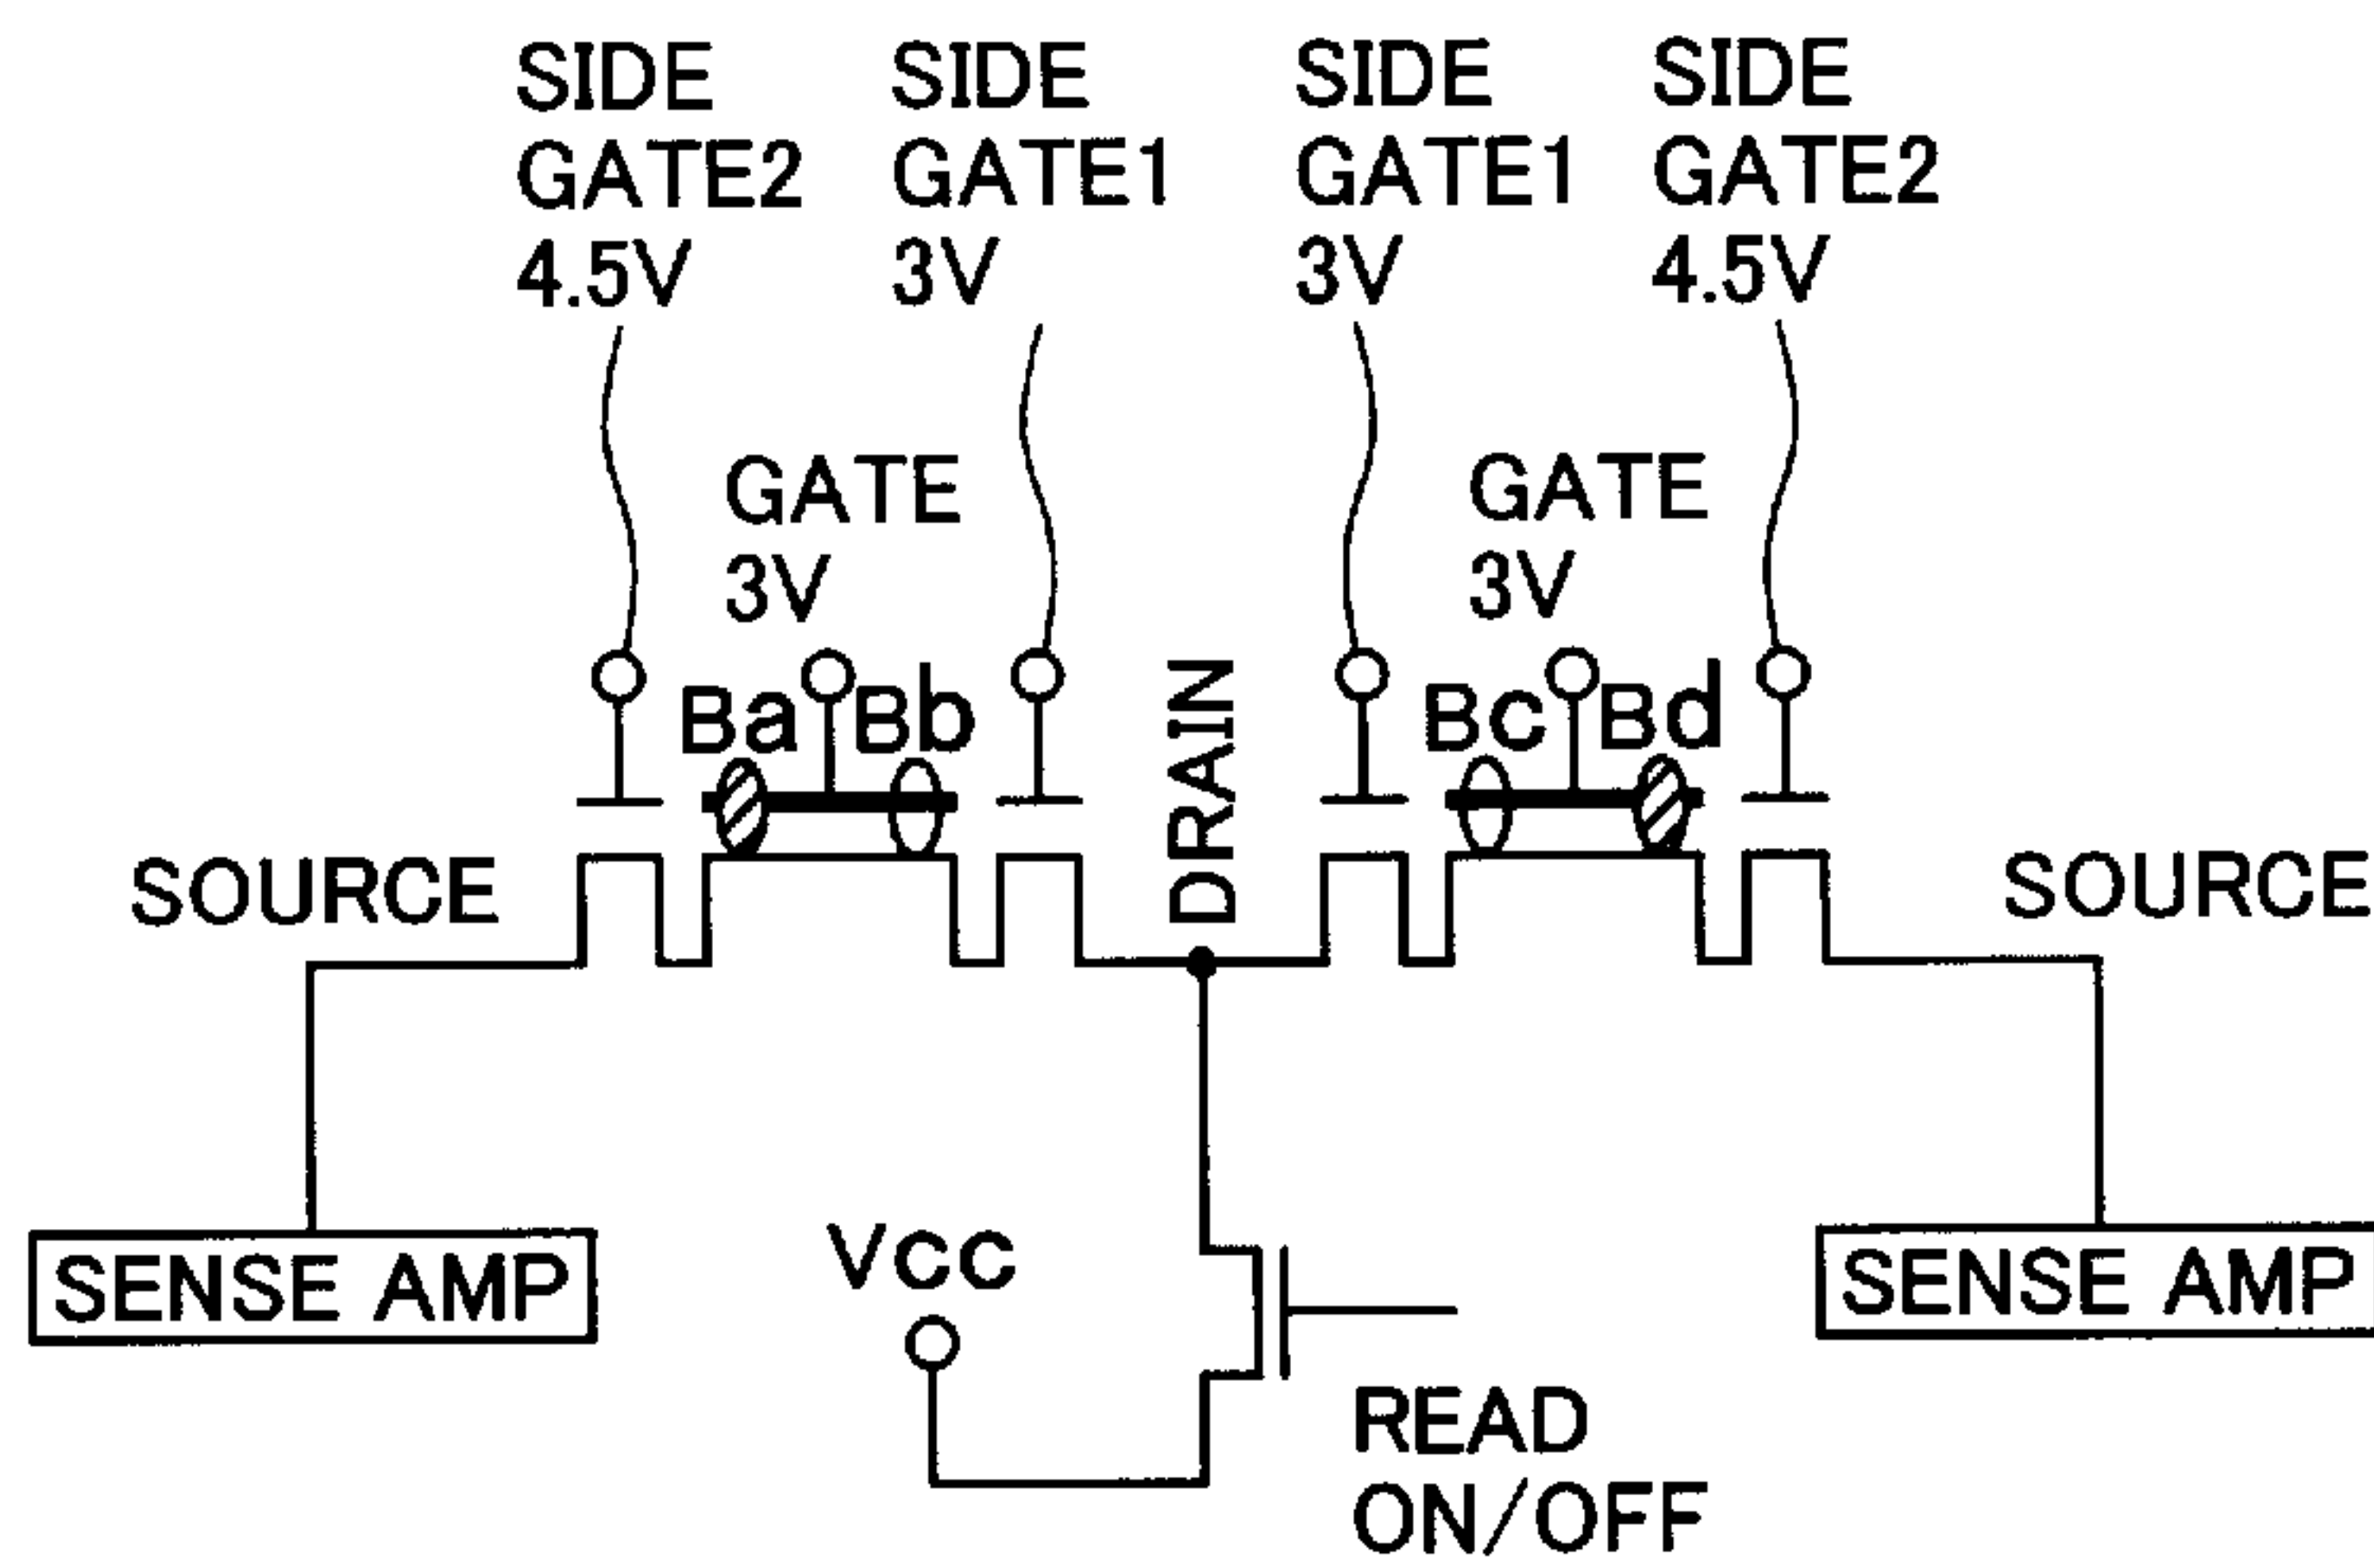 SIDE GATE2 4.5V
SIDE GATE1 3V
SIDE GATE1 3V
SIDE GATE2 4.5V
GATE 3V
GATE 3V
Ba
Bb
DRAIN
Bc
Bd
SOURCE
SOURCE
SENSE AMP
VCC
SENSE AMP
READ
ON/OFF